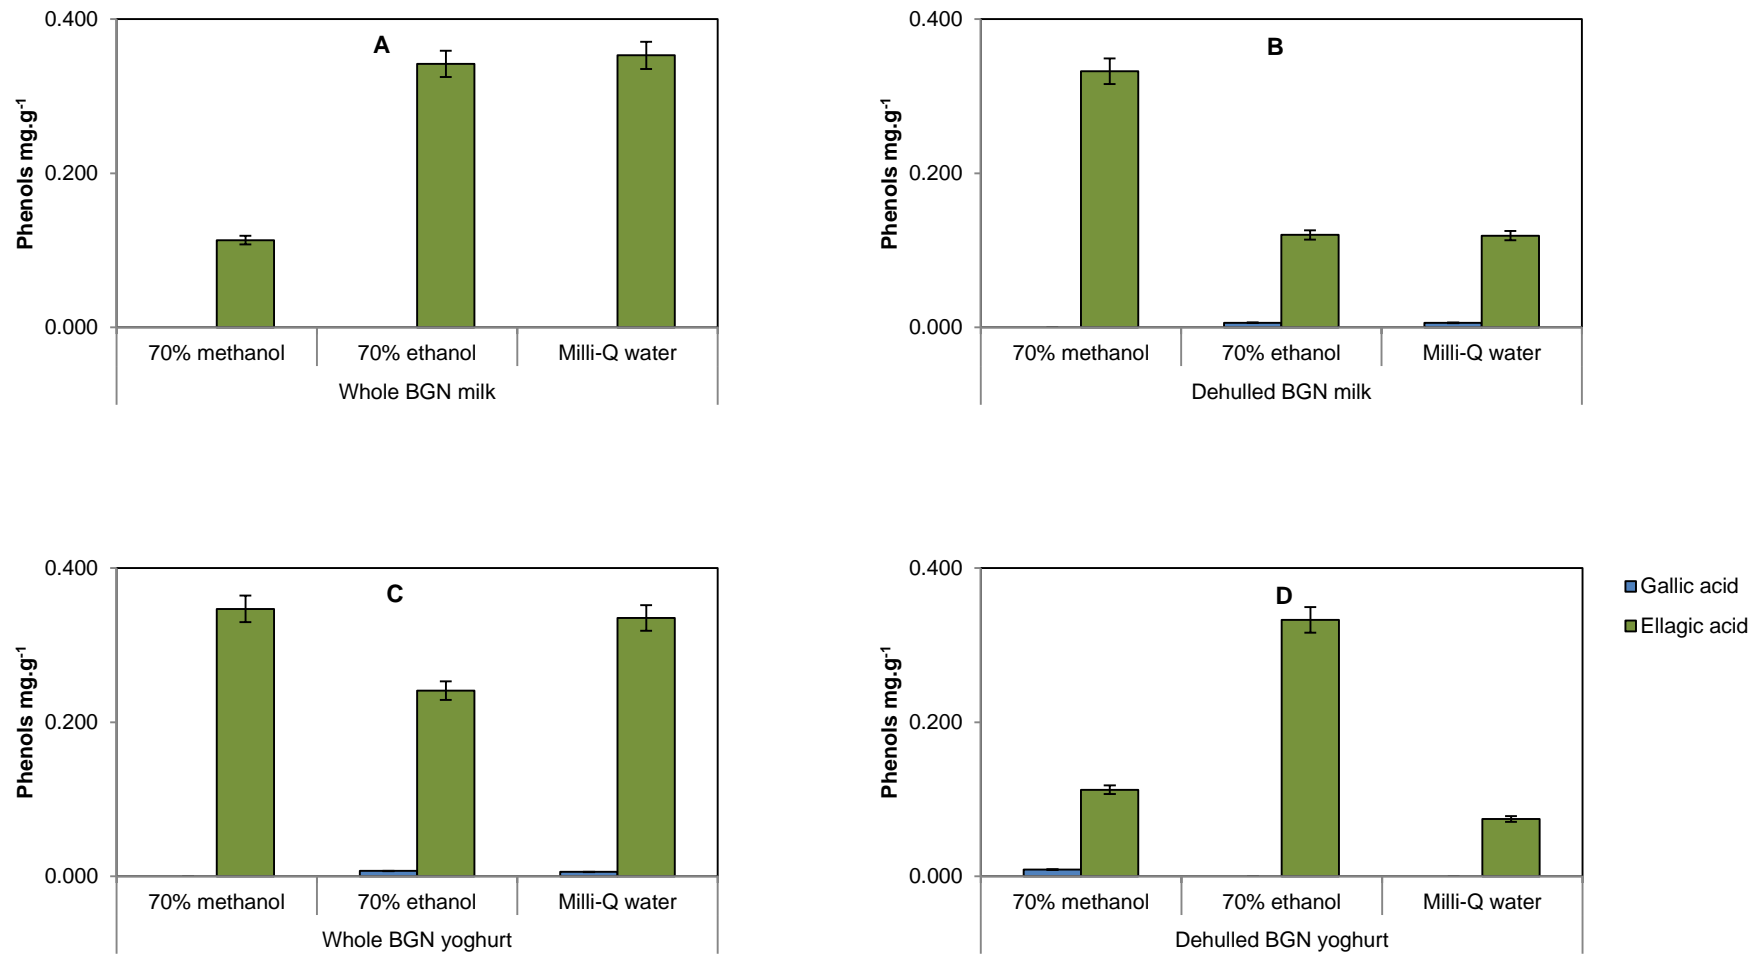 A
Phenols mg.g-1
0.400
0.200
0.000
70% methanol 70% ethanol Milli-Q water
Whole BGN milk
B
Phenols mg.g-1
0.400
0.200
0.000
70% methanol 70% ethanol Milli-Q water
Dehulled BGN milk
C
Phenols mg.g-1
0.400
0.200
0.000
70% methanol 70% ethanol Milli-Q water
Whole BGN yoghurt
D
Phenols mg.g-1
0.400
0.200
0.000
70% methanol 70% ethanol Milli-Q water
Dehulled BGN yoghurt
Gallic acid
Ellagic acid